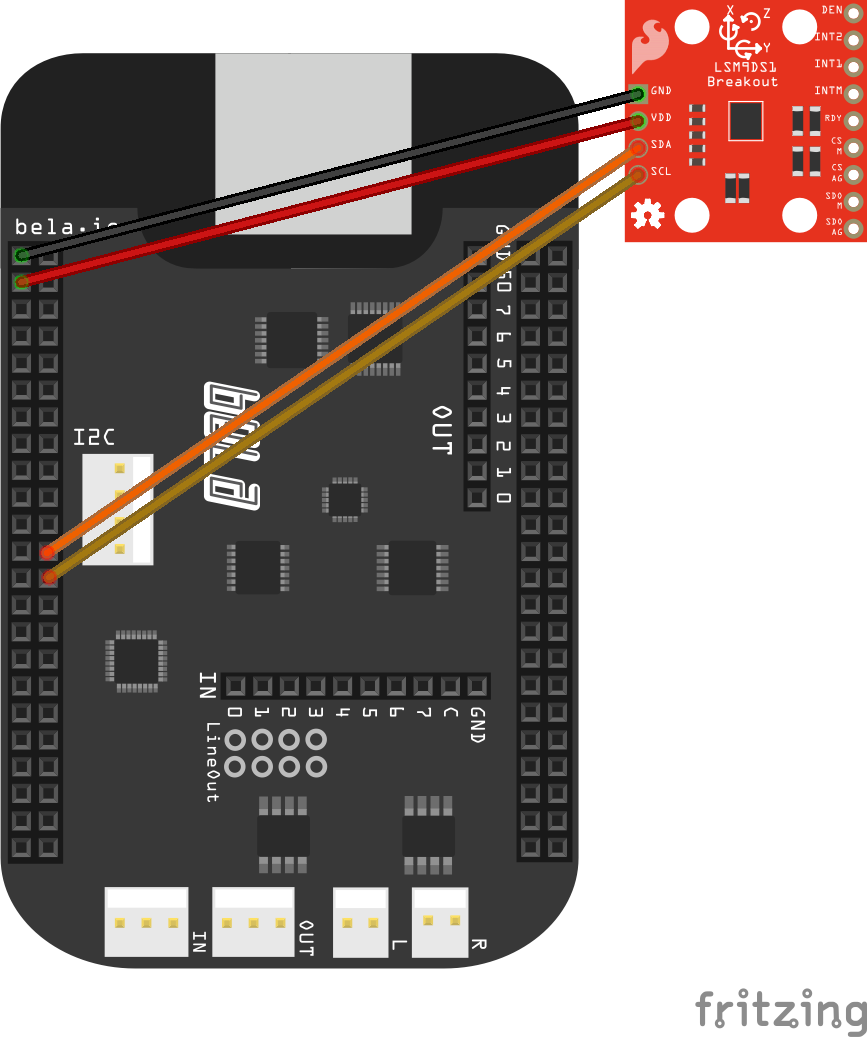 X
Z
Y
LSM9DS1
Breakout
GND
VDD
SDA
SCL
DEN
INT2
INT1
INTM
RDY
CS
M
CS
AG
SDO
M
SDO
AG
bela.io
I2C
bela
GND
5V
OUT
7
6
5
4
3
2
1
0
IN
0
1
2
3
4
5
6
7
C
GND
LineOut
IN
OUT
L
R
fritzing